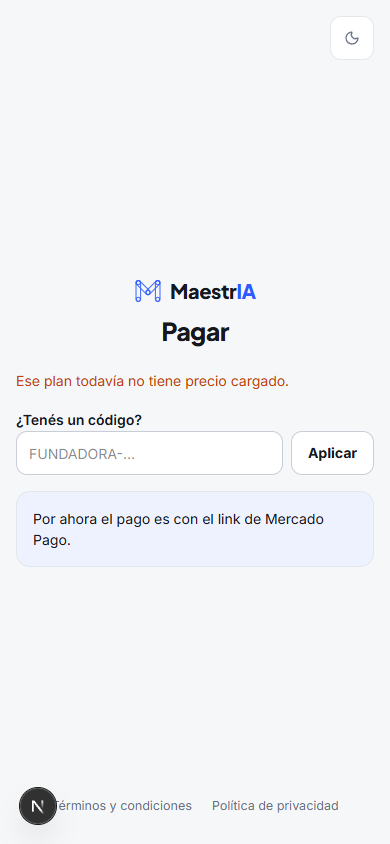 MaestrIA
Pagar
Ese plan todavía no tiene precio cargado.
¿Tenés un código?
FUNDADORA-...
Aplicar
Por ahora el pago es con el link de Mercado
Pago.
N
Términos y condiciones
Política de privacidad